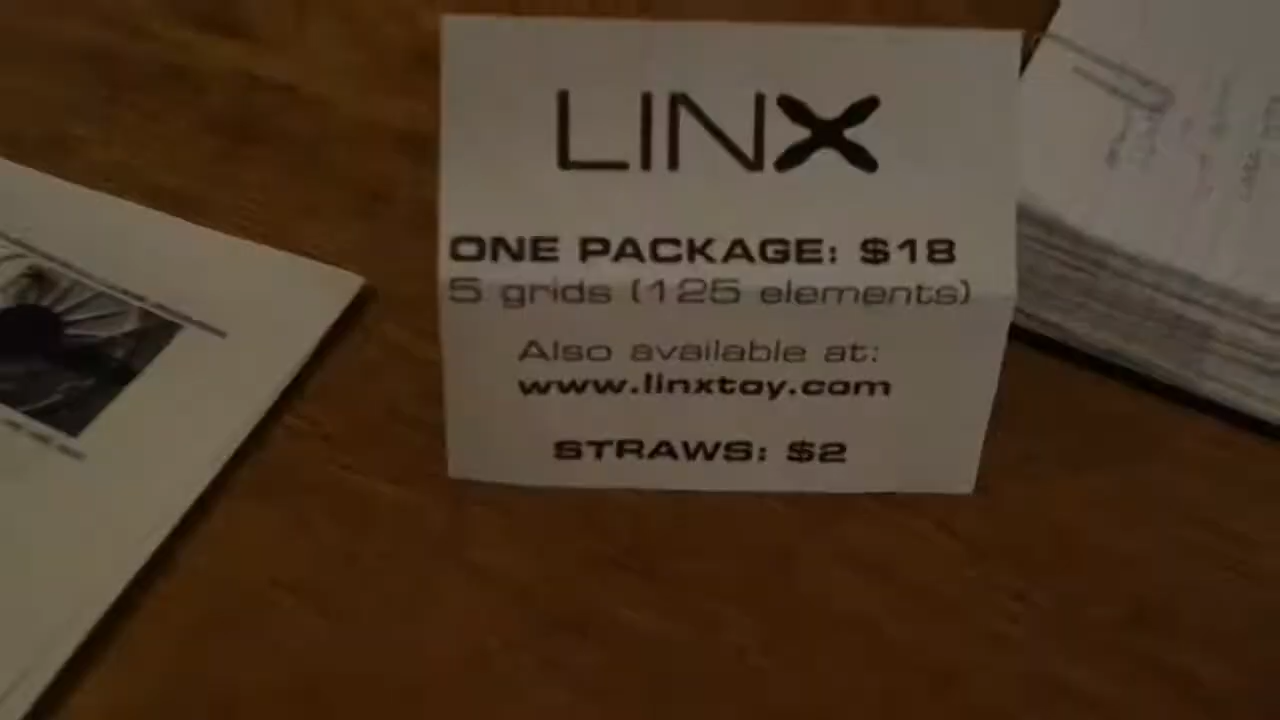 LINX
ONE PACKAGE: $18
5 grids (125 elements)
Also available at:
www.linxtoy.com
STRAWS: $2